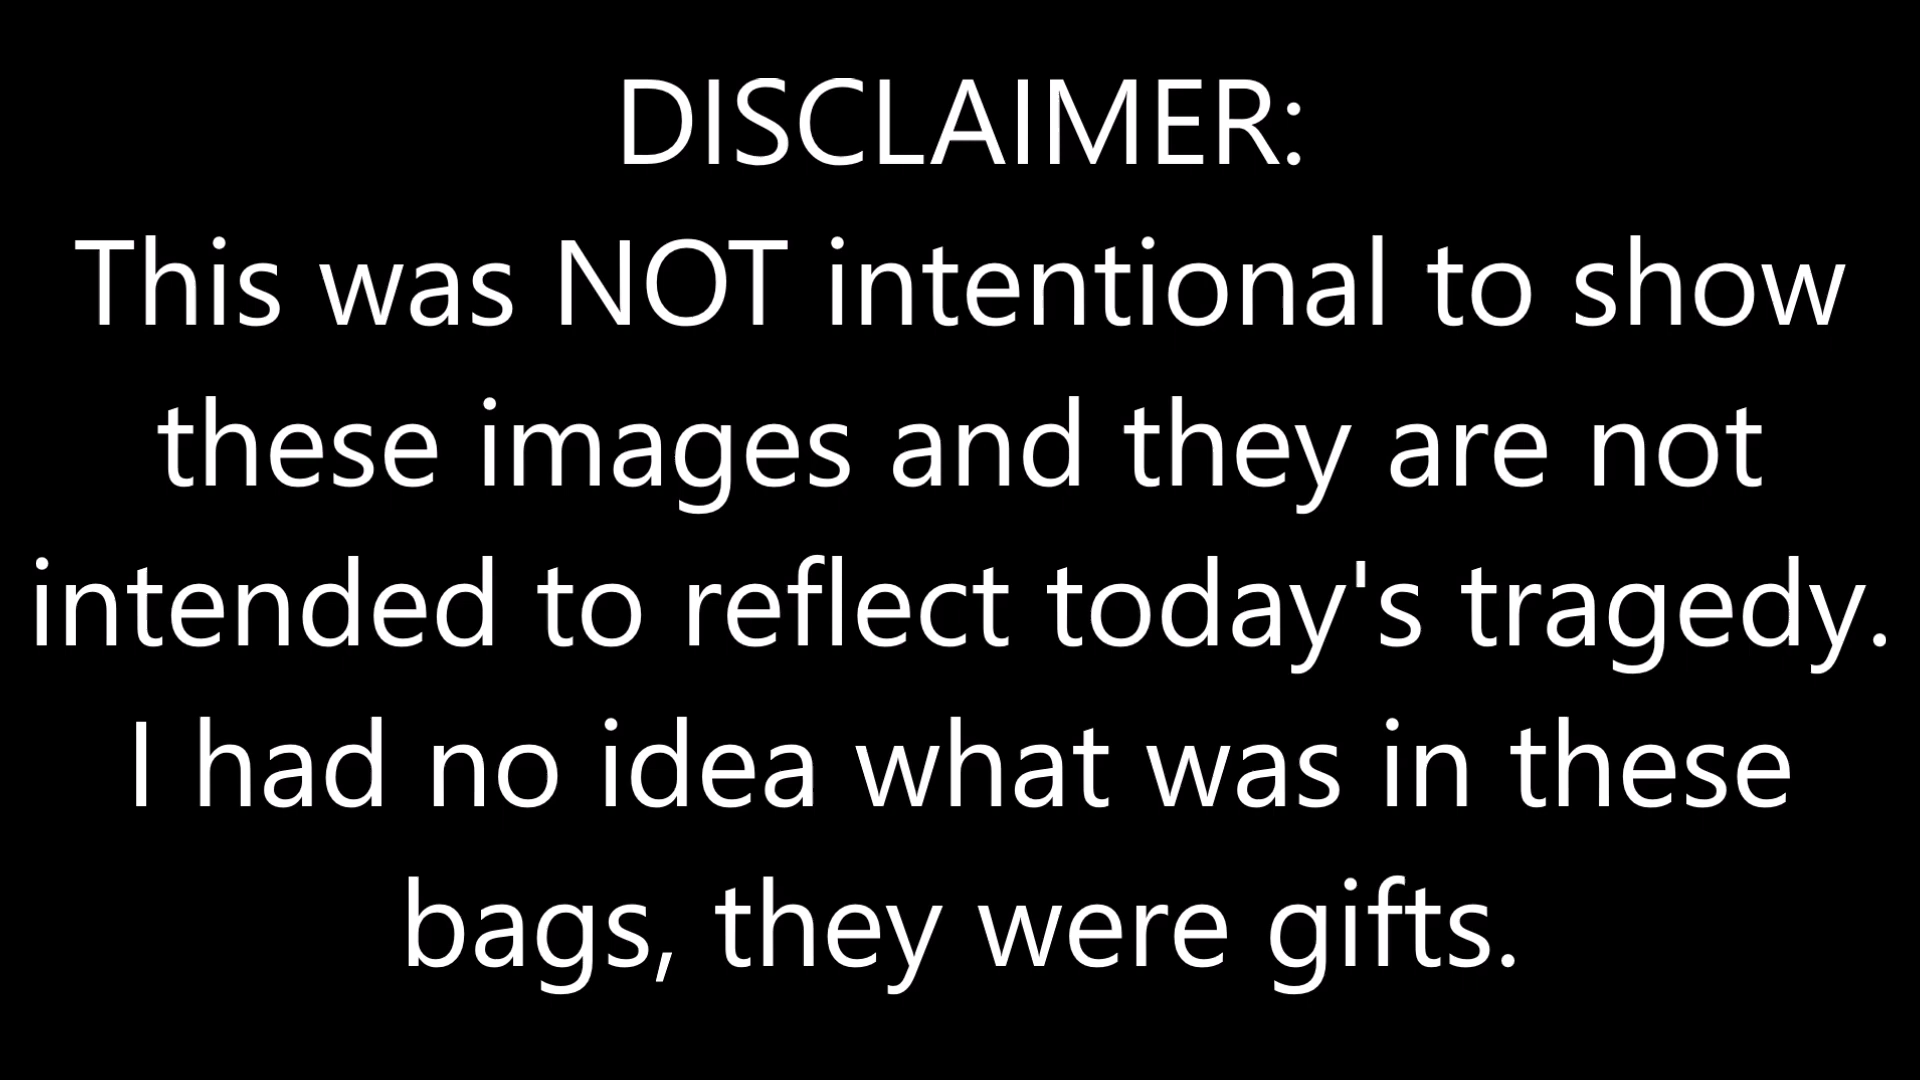 DISCLAIMER:
This was NOT intentional to show
these images and they are not
intended to reflect today's tragedy.
I had no idea what was in these
bags, they were gifts.